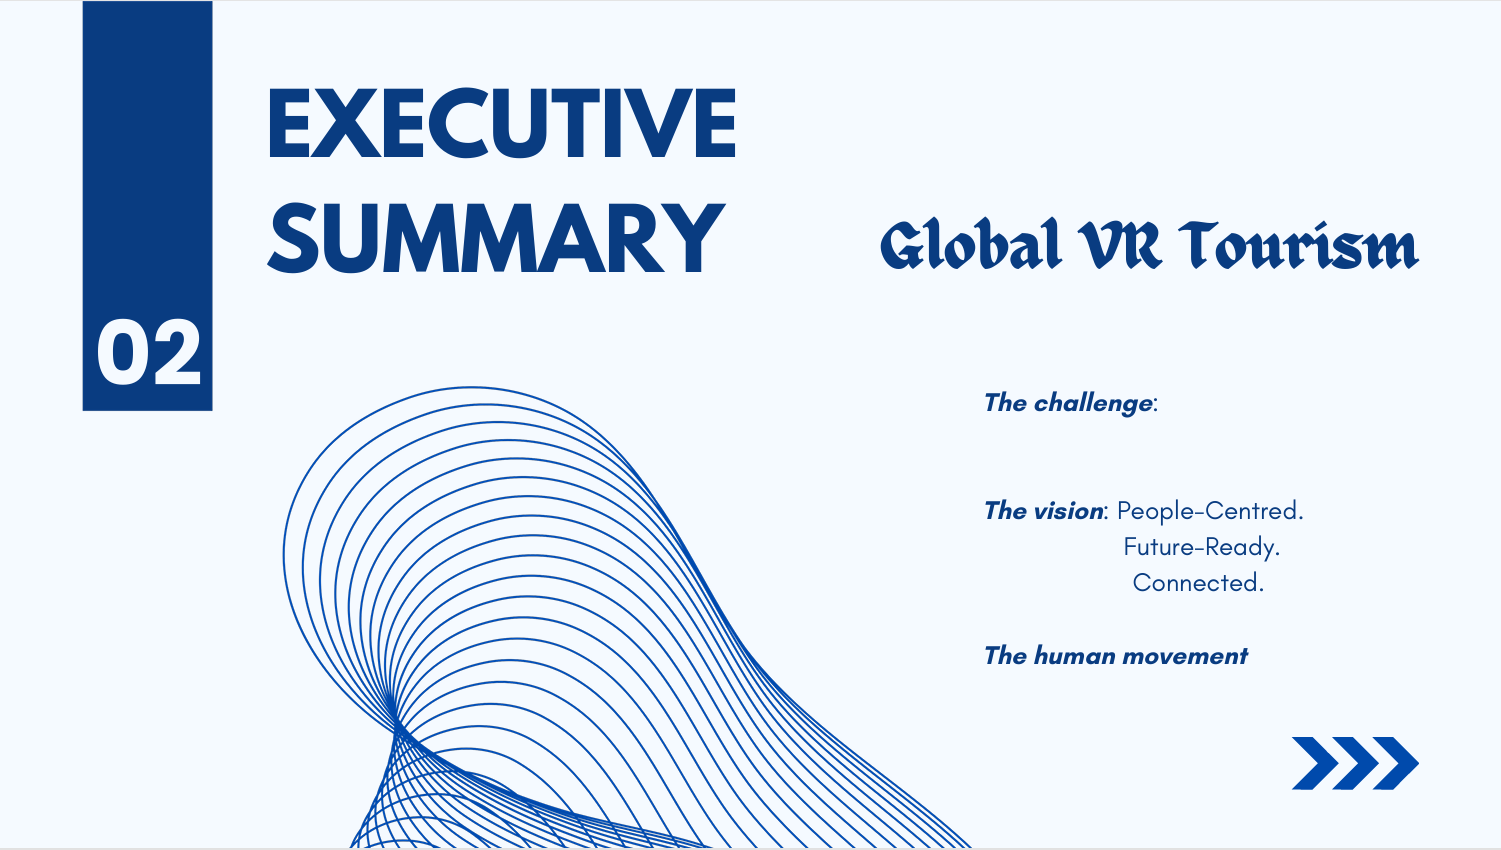 EXECUTIVE
SUMMARY
02
Global VR Tourism
The challenge:
The vision: People-Centred.
Future-Ready.
Connected.
The human movement